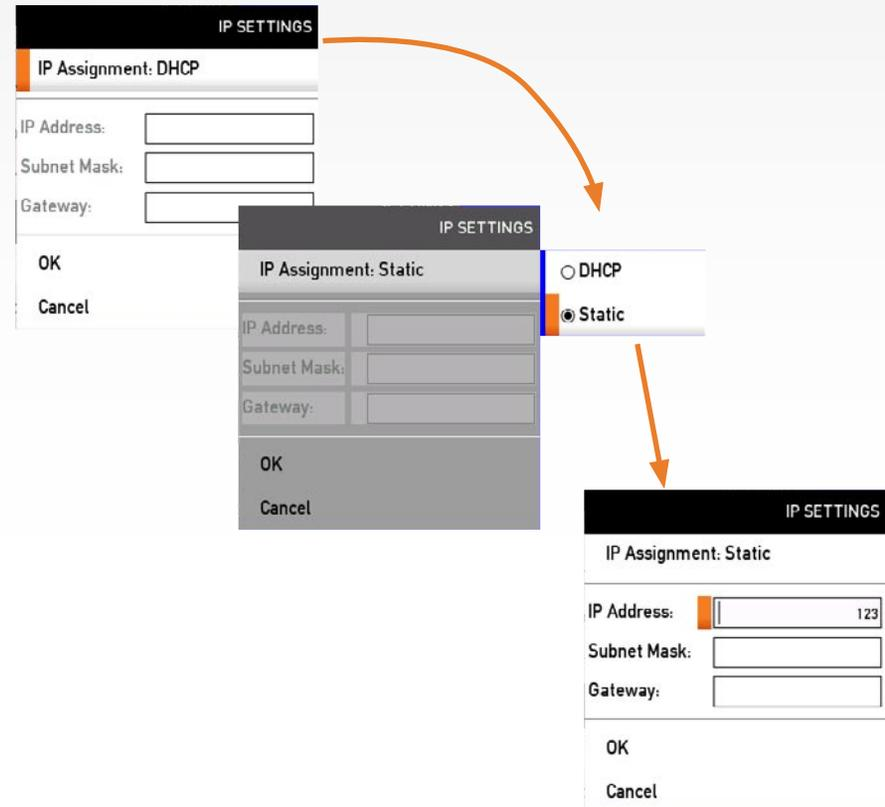 IP SETTINGS
IP Assignment: DHCP
IP Address:
Subnet Mask:
Gateway:
OK
Cancel
IP SETTINGS
IP Assignment: Static
IP Address:
Subnet Mask:
Gateway:
OK
Cancel
DHCP
Static
IP SETTINGS
IP Assignment: Static
IP Address: 123
Subnet Mask:
Gateway:
OK
Cancel